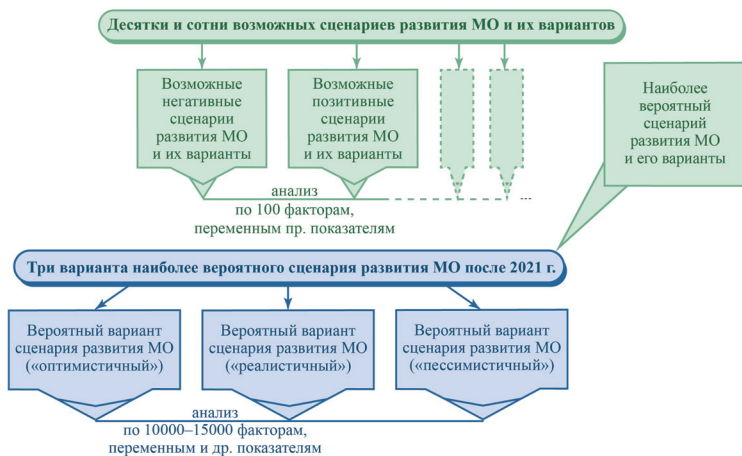 Десятки и сотни возможных сценариев развития МО и их вариантов
Возможные
негативные
сценарии
развития МО
и их варианты
Возможные
позитивные
сценарии
развития МО
и их варианты
...
Наиболее
вероятный
сценарий
развития МО
и его варианты
анализ
по 100 факторам,
переменным пр. показателям
Три варианта наиболее вероятного сценария развития МО после 2021 г.
Вероятный вариант
сценария развития МО
(«оптимистичный»)
Вероятный вариант
сценария развития МО
(«реалистичный»)
Вероятный вариант
сценария развития МО
(«пессимистичный»)
анализ
по 10000–15000 факторам,
переменным и др. показателям